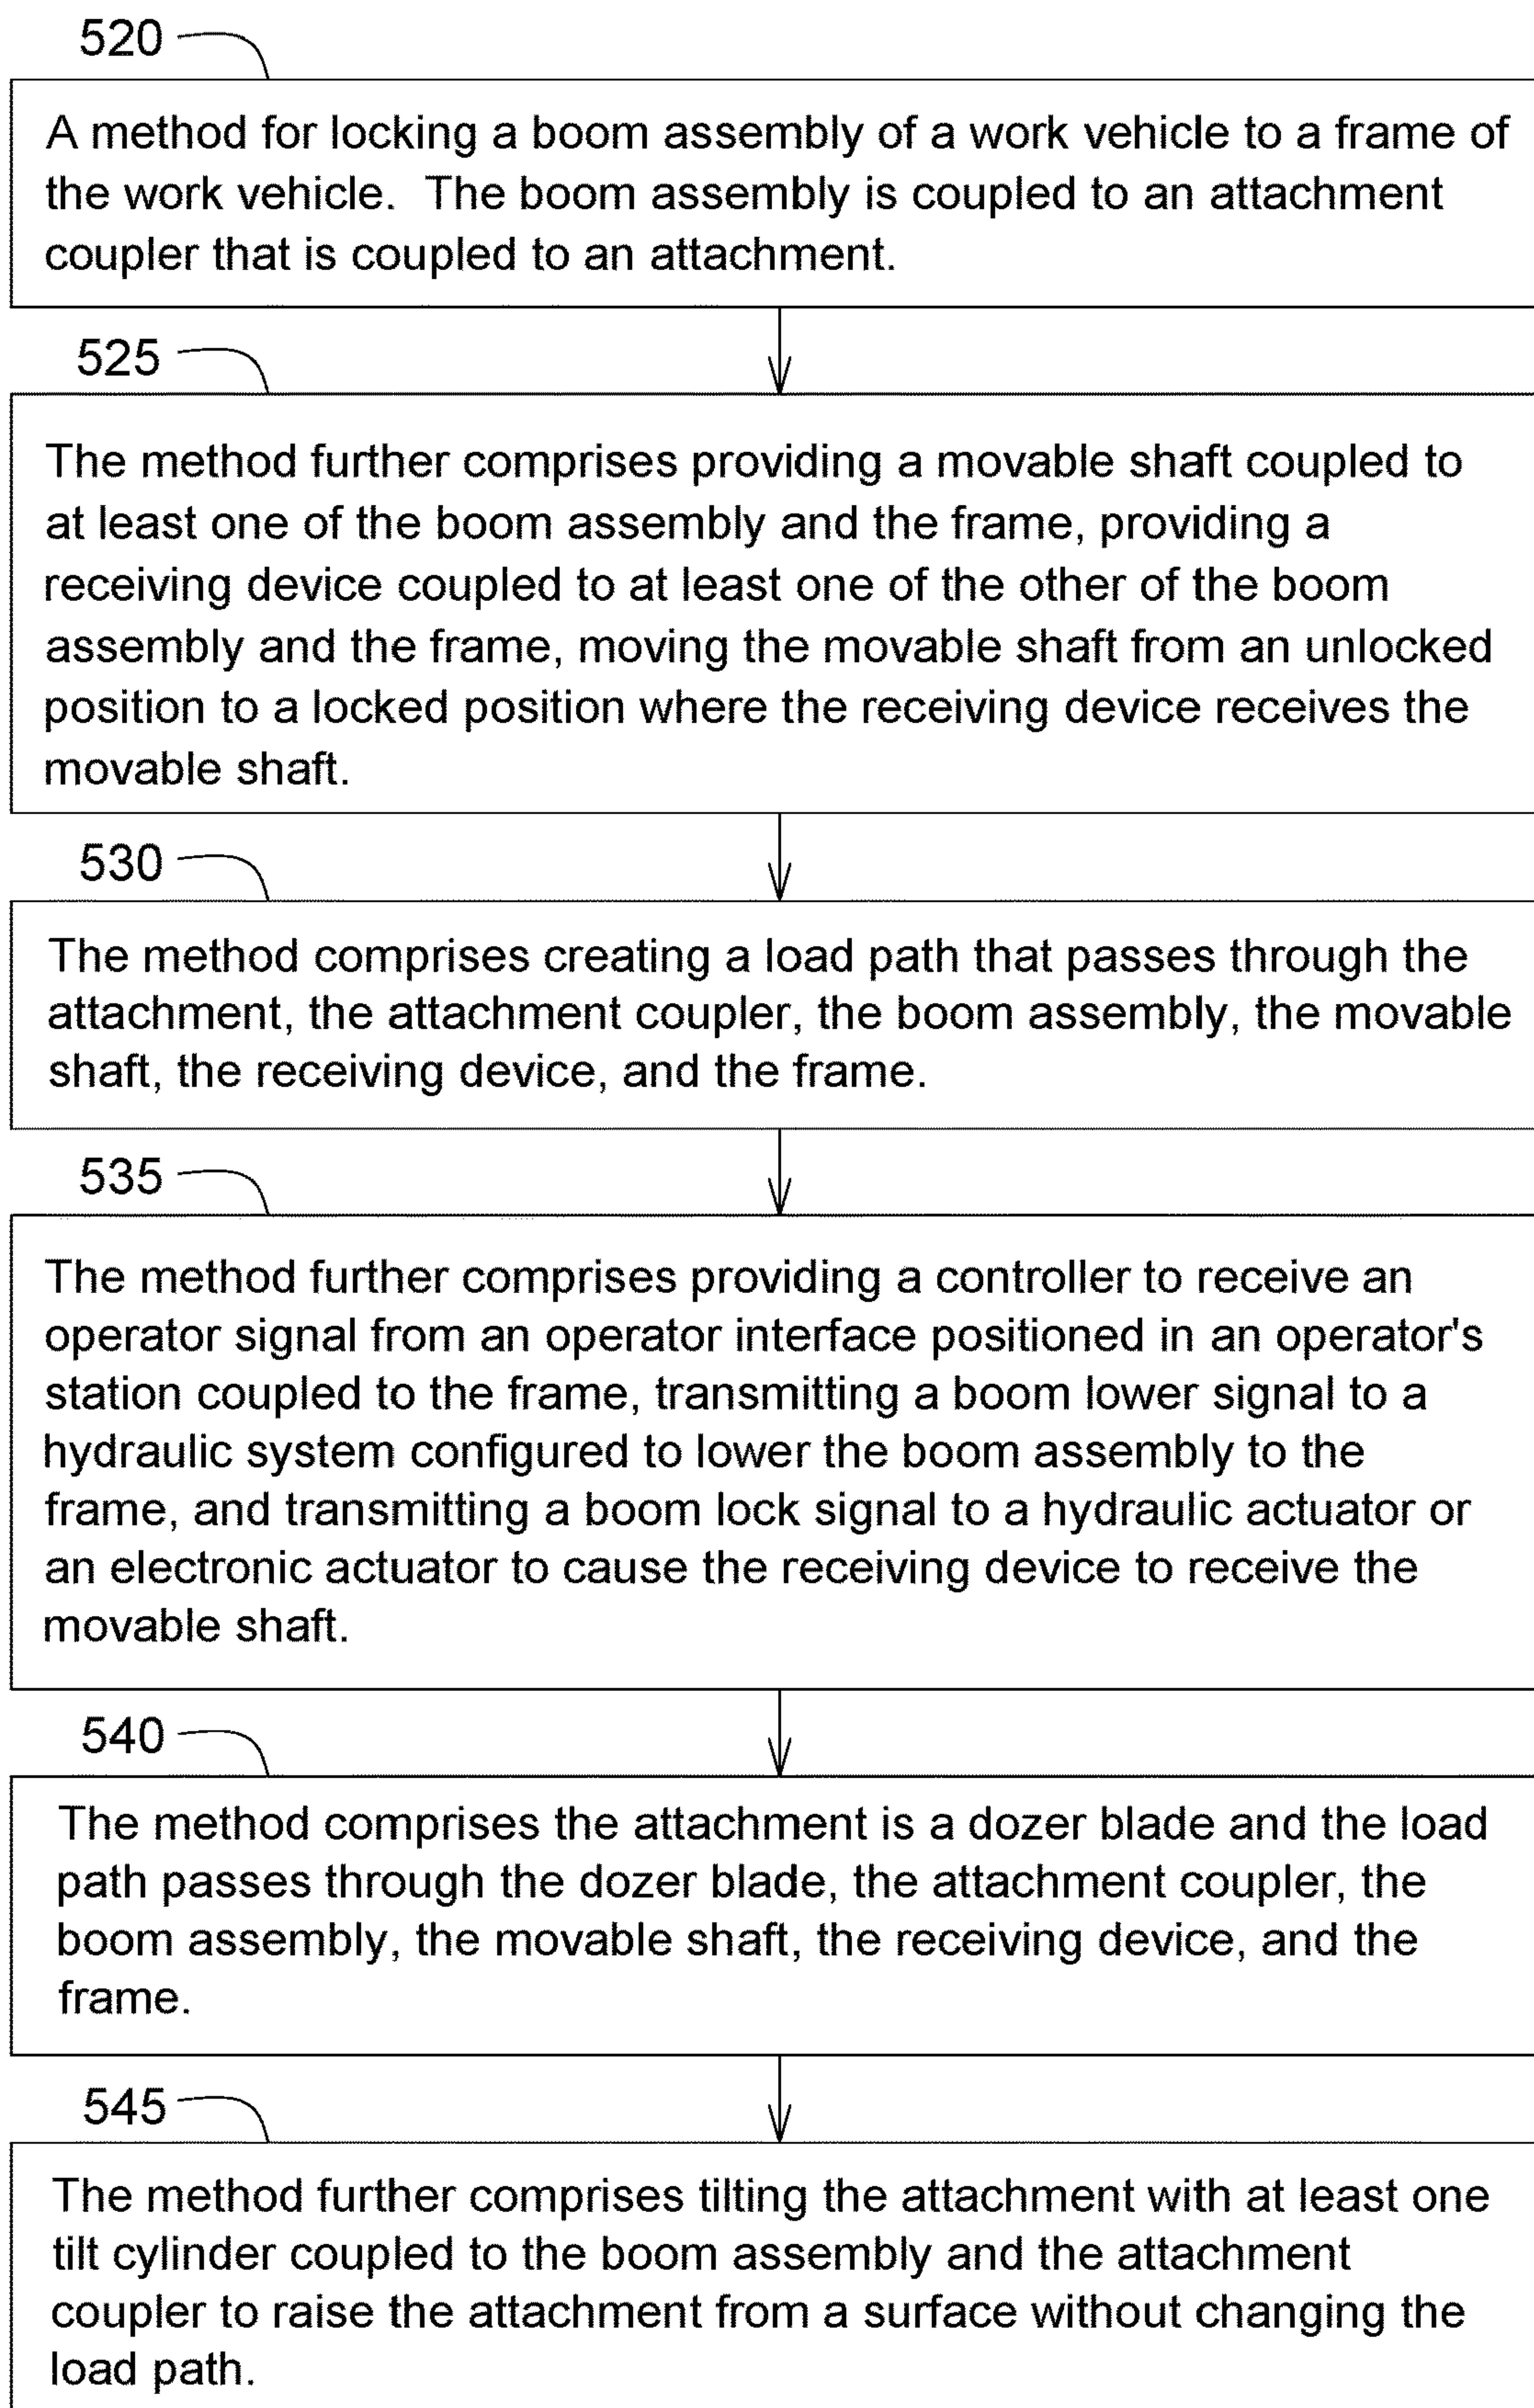 520
A method for locking a boom assembly of a work vehicle to a frame of
the work vehicle.  The boom assembly is coupled to an attachment
coupler that is coupled to an attachment.
525
The method further comprises providing a movable shaft coupled to
at least one of the boom assembly and the frame, providing a
receiving device coupled to at least one of the other of the boom
assembly and the frame, moving the movable shaft from an unlocked
position to a locked position where the receiving device receives the
movable shaft.
530
The method comprises creating a load path that passes through the
attachment, the attachment coupler, the boom assembly, the movable
shaft, the receiving device, and the frame.
535
The method further comprises providing a controller to receive an
operator signal from an operator interface positioned in an operator's
station coupled to the frame, transmitting a boom lower signal to a
hydraulic system configured to lower the boom assembly to the
frame, and transmitting a boom lock signal to a hydraulic actuator or
an electronic actuator to cause the receiving device to receive the
movable shaft.
540
The method comprises the attachment is a dozer blade and the load
path passes through the dozer blade, the attachment coupler, the
boom assembly, the movable shaft, the receiving device, and the
frame.
545
The method further comprises tilting the attachment with at least one
tilt cylinder coupled to the boom assembly and the attachment
coupler to raise the attachment from a surface without changing the
load path.